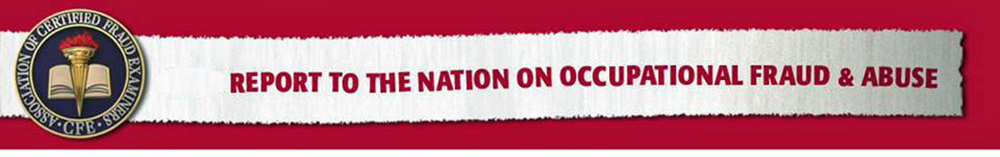 ASSOCIATION OF CERTIFIED FRAUD EXAMINERS
· CFE ·
REPORT TO THE NATION ON OCCUPATIONAL FRAUD & ABUSE